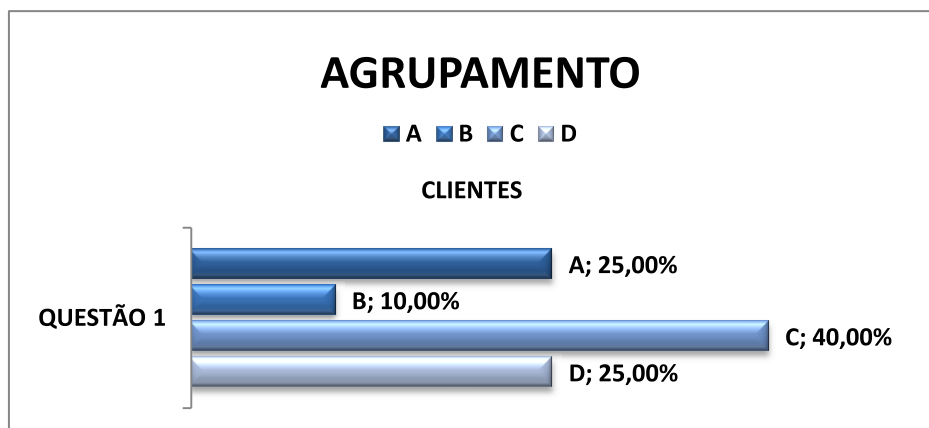 AGRUPAMENTO
A B C D
CLIENTES
A; 25,00%
B; 10,00%
QUESTÃO 1
C; 40,00%
D; 25,00%